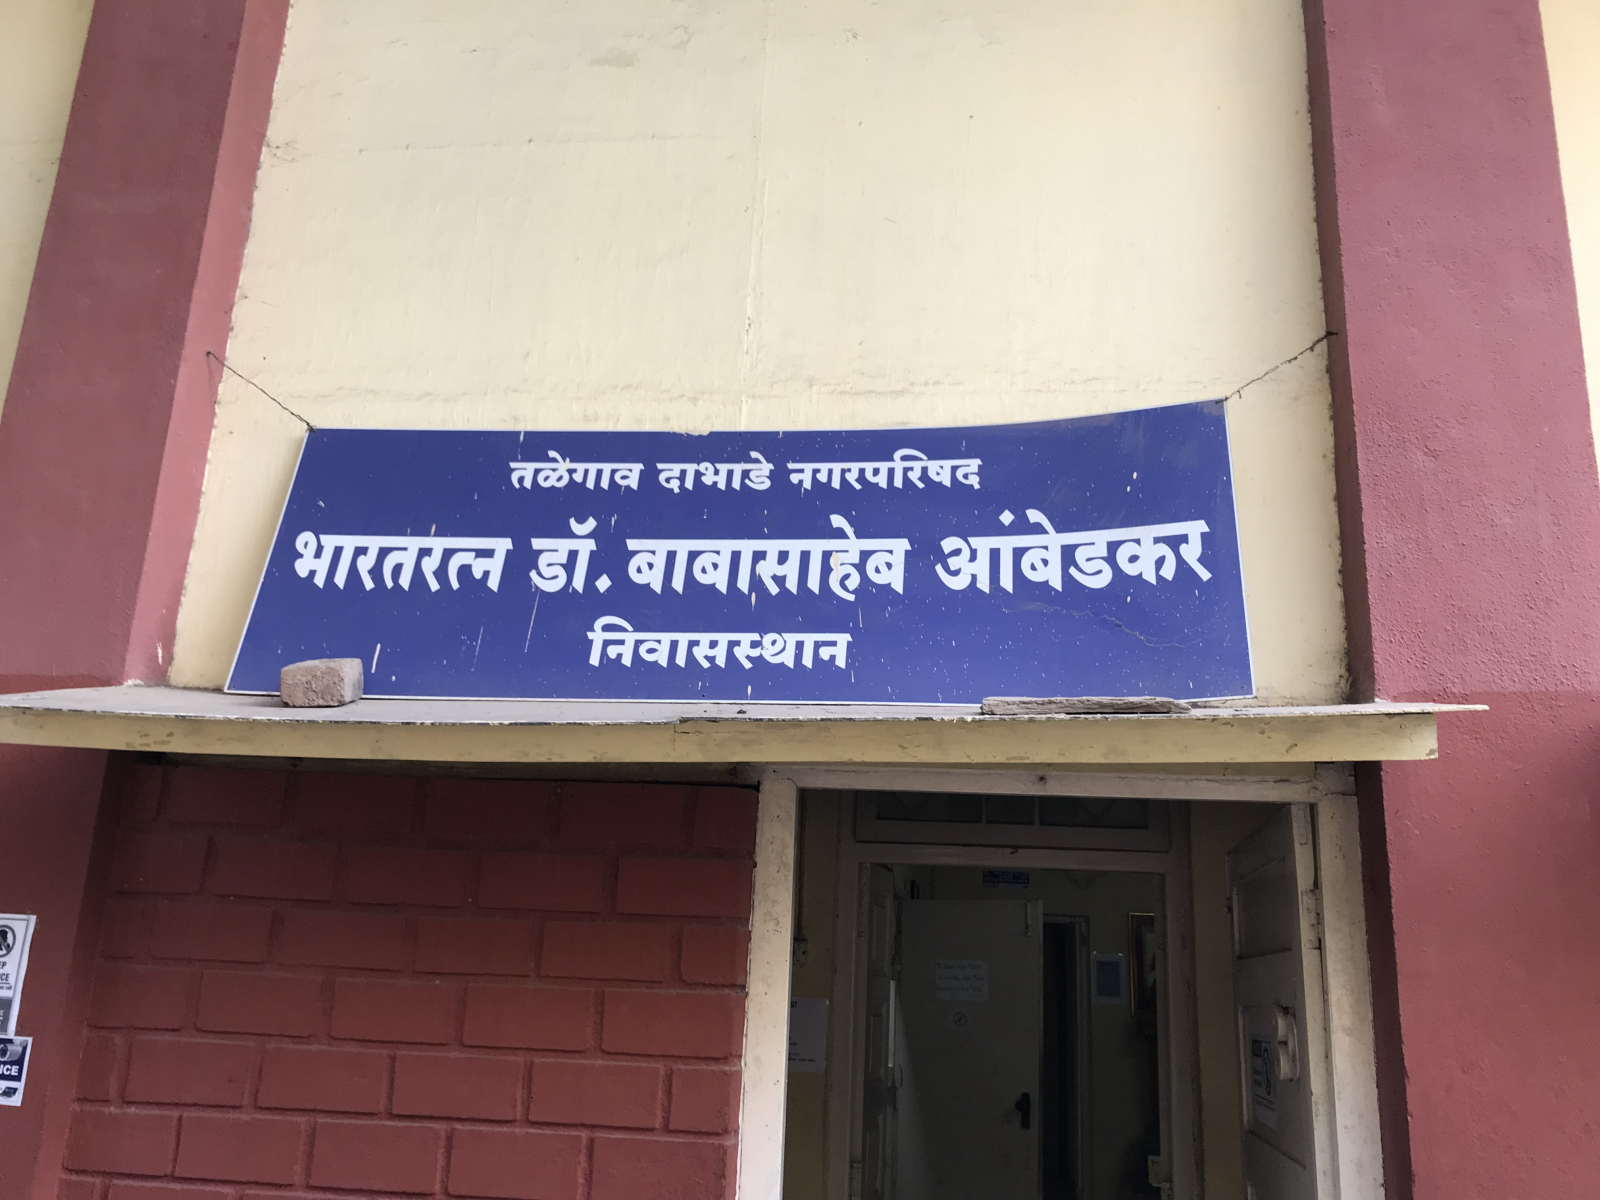 तळेगाव दाभाडे नगरपरिषद
भारतरत्न डॉ. बाबासाहेब आंबेडकर
निवासस्थान